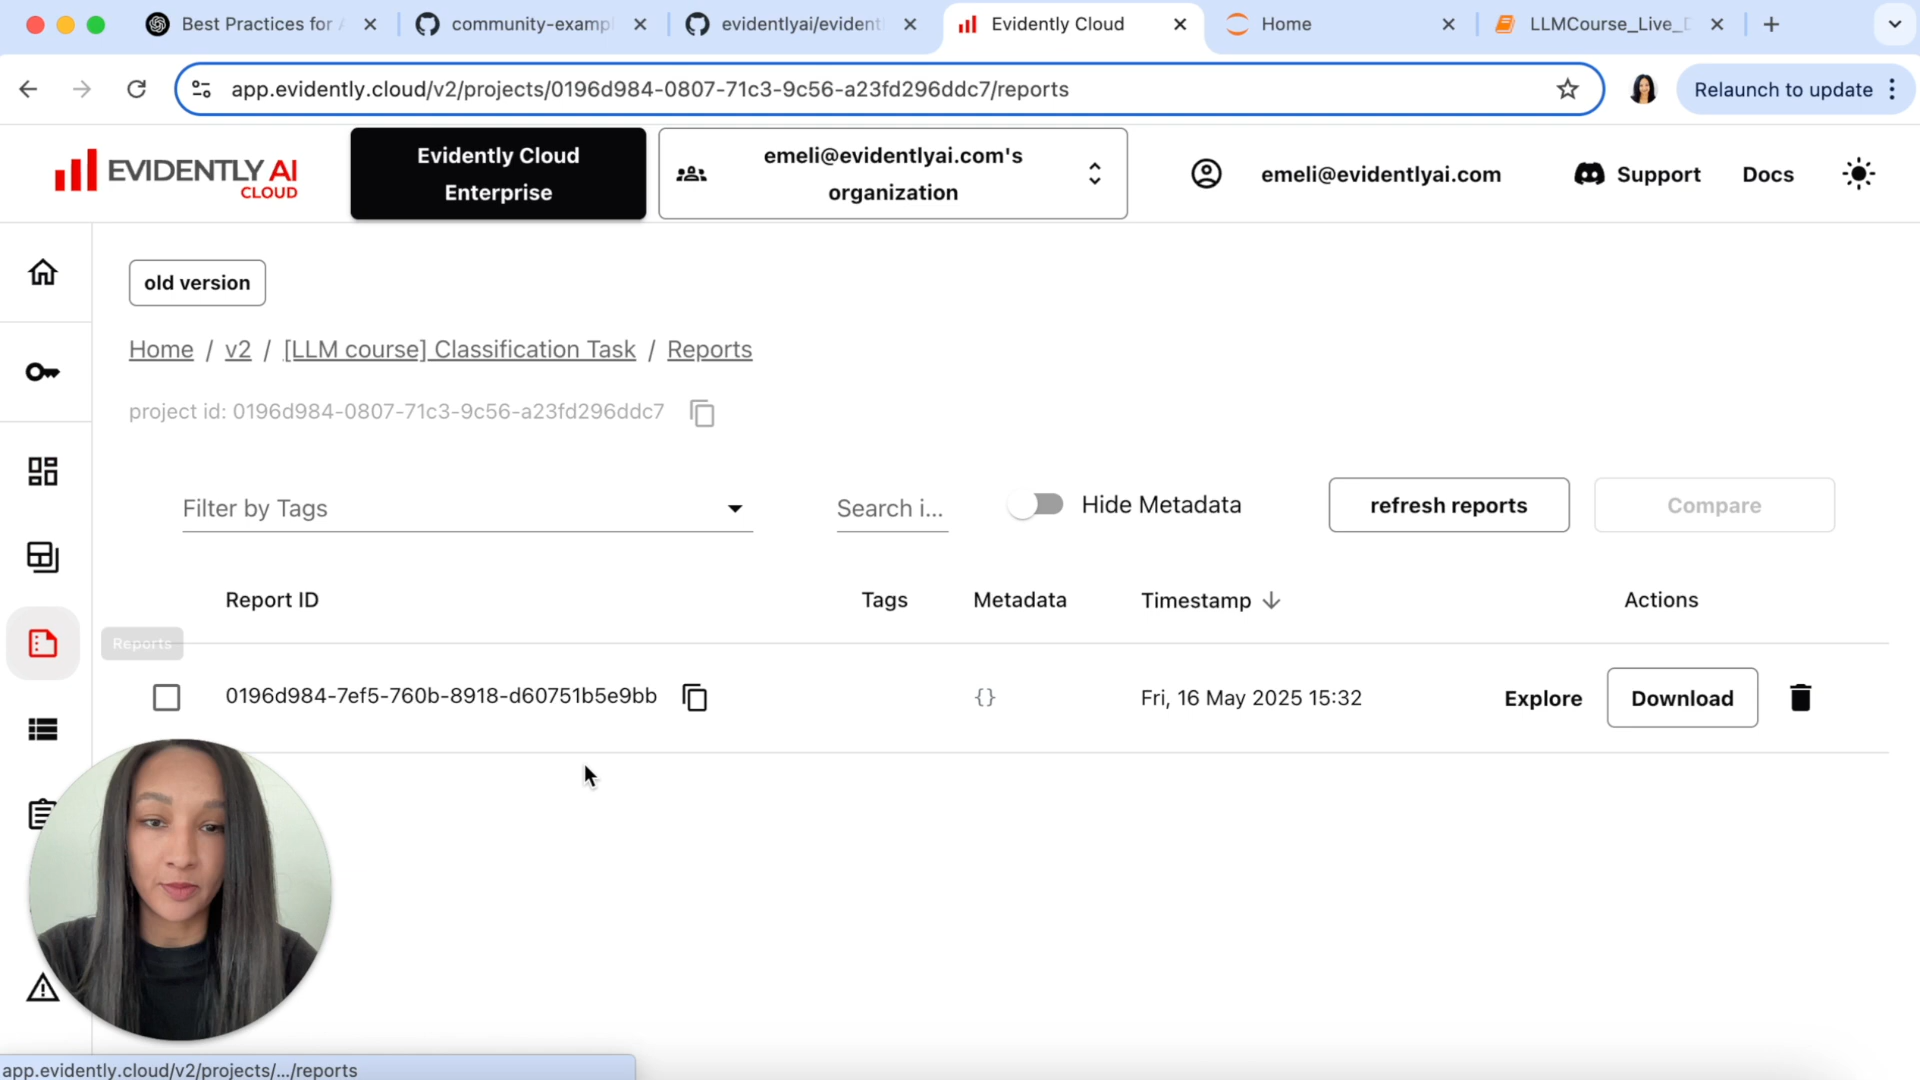 Best Practices for
community-examp
evidentlyai/evident
Evidently Cloud
Home
LLMCourse_Live_
app.evidently.cloud/v2/projects/0196d984-0807-71c3-9c56-a23fd296ddc7/reports
Relaunch to update
EVIDENTLY AI
CLOUD
Evidently Cloud
Enterprise
emeli@evidentlyai.com's
organization
emeli@evidentlyai.com
Support
Docs
old version
Home / v2 / [LLM course] Classification Task / Reports
project id: 0196d984-0807-71c3-9c56-a23fd296ddc7
Filter by Tags
Search i...
Hide Metadata
refresh reports
Compare
Report ID
Tags
Metadata
Timestamp
Actions
Reports
0196d984-7ef5-760b-8918-d60751b5e9bb
{}
Fri, 16 May 2025 15:32
Explore
Download
app.evidently.cloud/v2/projects/.../reports